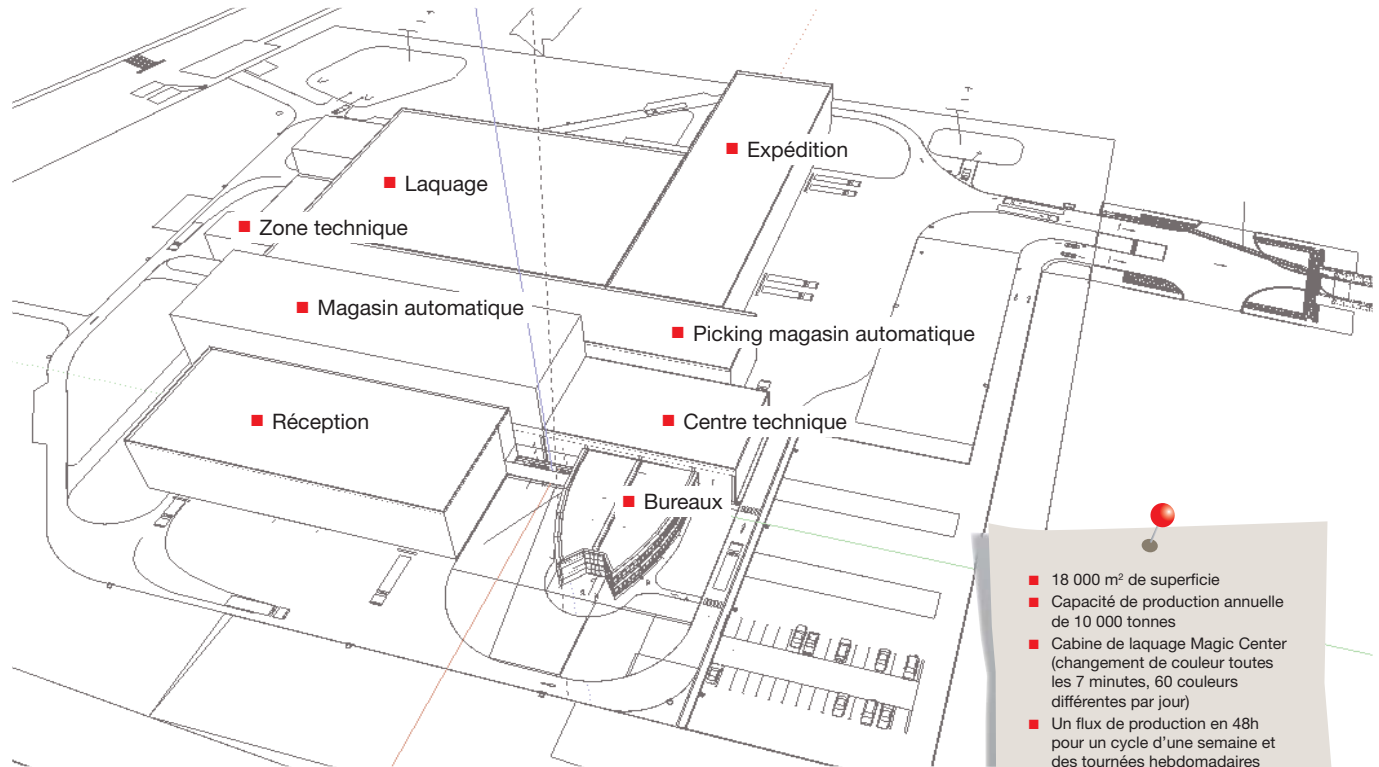 Expédition
Laquage
Zone technique
Magasin automatique
Picking magasin automatique
Réception
Centre technique
Bureaux
18 000 m² de superficie
Capacité de production annuelle
de 10 000 tonnes
Cabine de laquage Magic Center
(changement de couleur toutes
les 7 minutes, 60 couleurs
différentes par jour)
Un flux de production en 48h
pour un cycle d'une semaine et
des tournées hebdomadaires